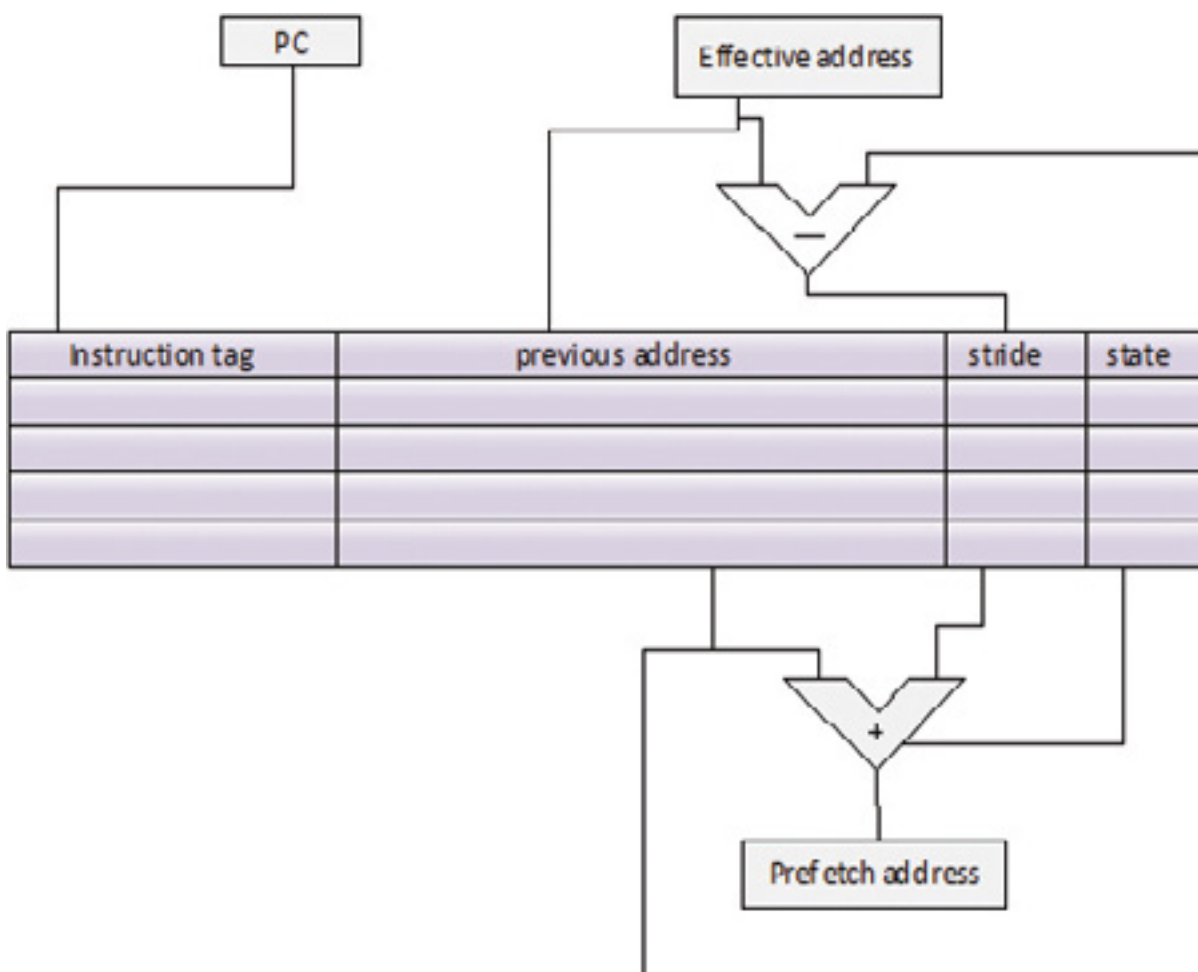 PC
Effective address
—
Instruction tag
previous address
stride
state
+
Prefetch address